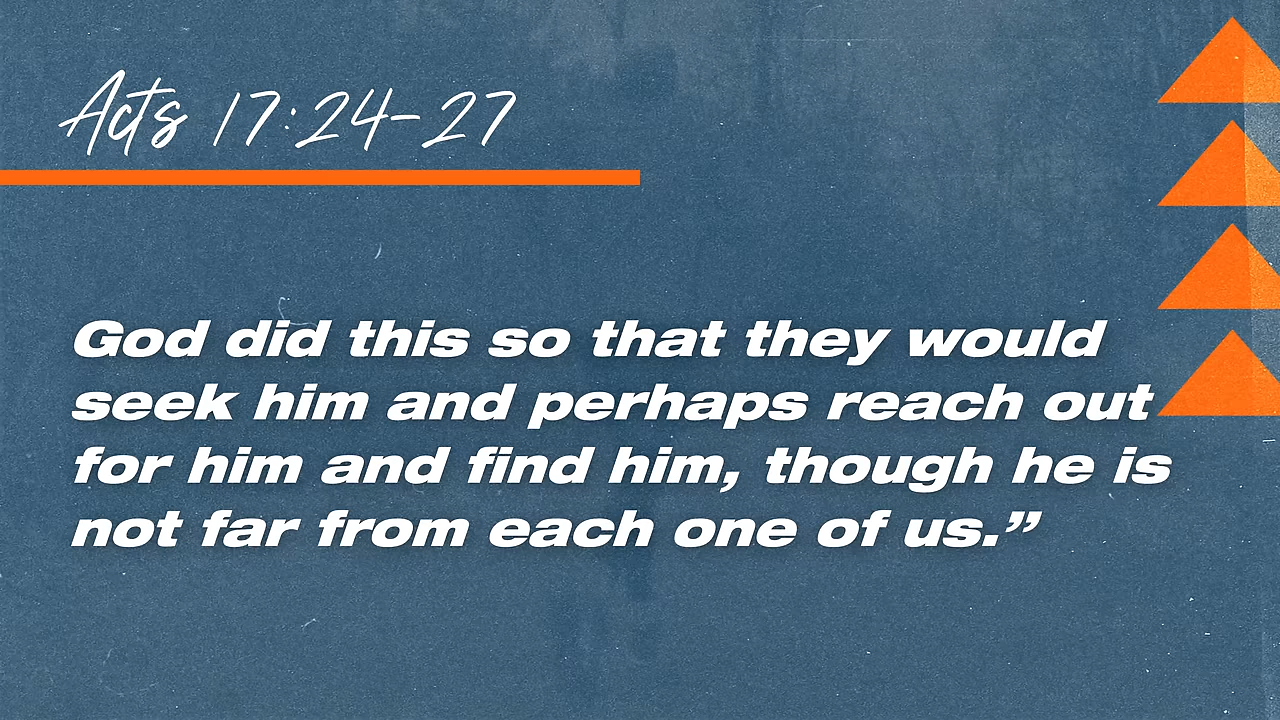 Acts 17:24-27
God did this so that they would
seek him and perhaps reach out
for him and find him, though he is
not far from each one of us.”